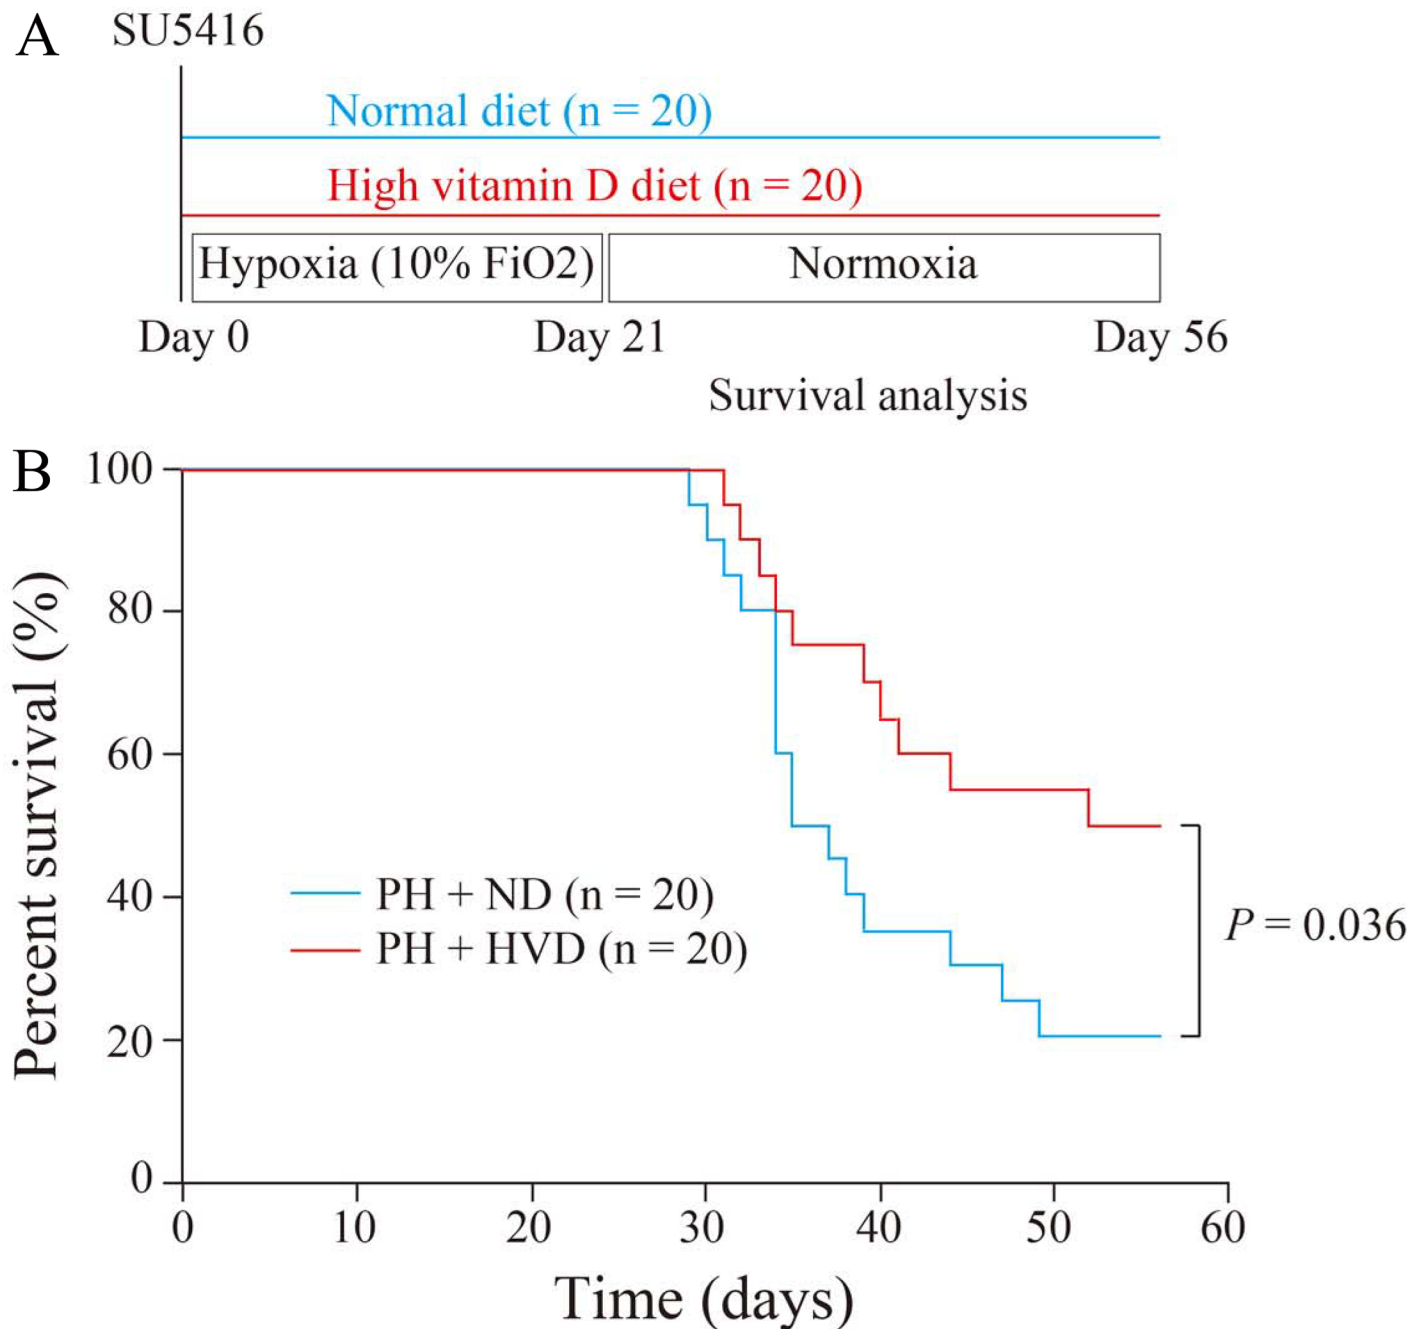 A
SU5416
Normal diet (n = 20)
High vitamin D diet (n = 20)
Hypoxia (10% FiO2)
Normoxia
Day 0
Day 21
Day 56
Survival analysis
B
Percent survival (%)
100
80
60
40
20
0
PH + ND (n = 20)
PH + HVD (n = 20)
P = 0.036
0
10
20
30
40
50
60
Time (days)